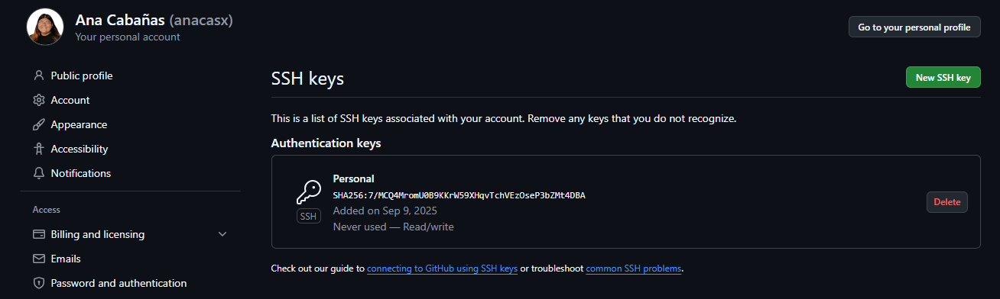 Ana Cabañas (anacasx)
Your personal account
Go to your personal profile
Public profile
Account
Appearance
Accessibility
Notifications
Access
Billing and licensing
Emails
Password and authentication
SSH keys
New SSH key
This is a list of SSH keys associated with your account. Remove any keys that you do not recognize.
Authentication keys
Personal
SHA256:7/MCQ4MromU0B9KKrW59XHqvTchVEzOseP3bZMt4DBA
SSH
Added on Sep 9, 2025
Never used — Read/write
Delete
Check out our guide to connecting to GitHub using SSH keys or troubleshoot common SSH problems.